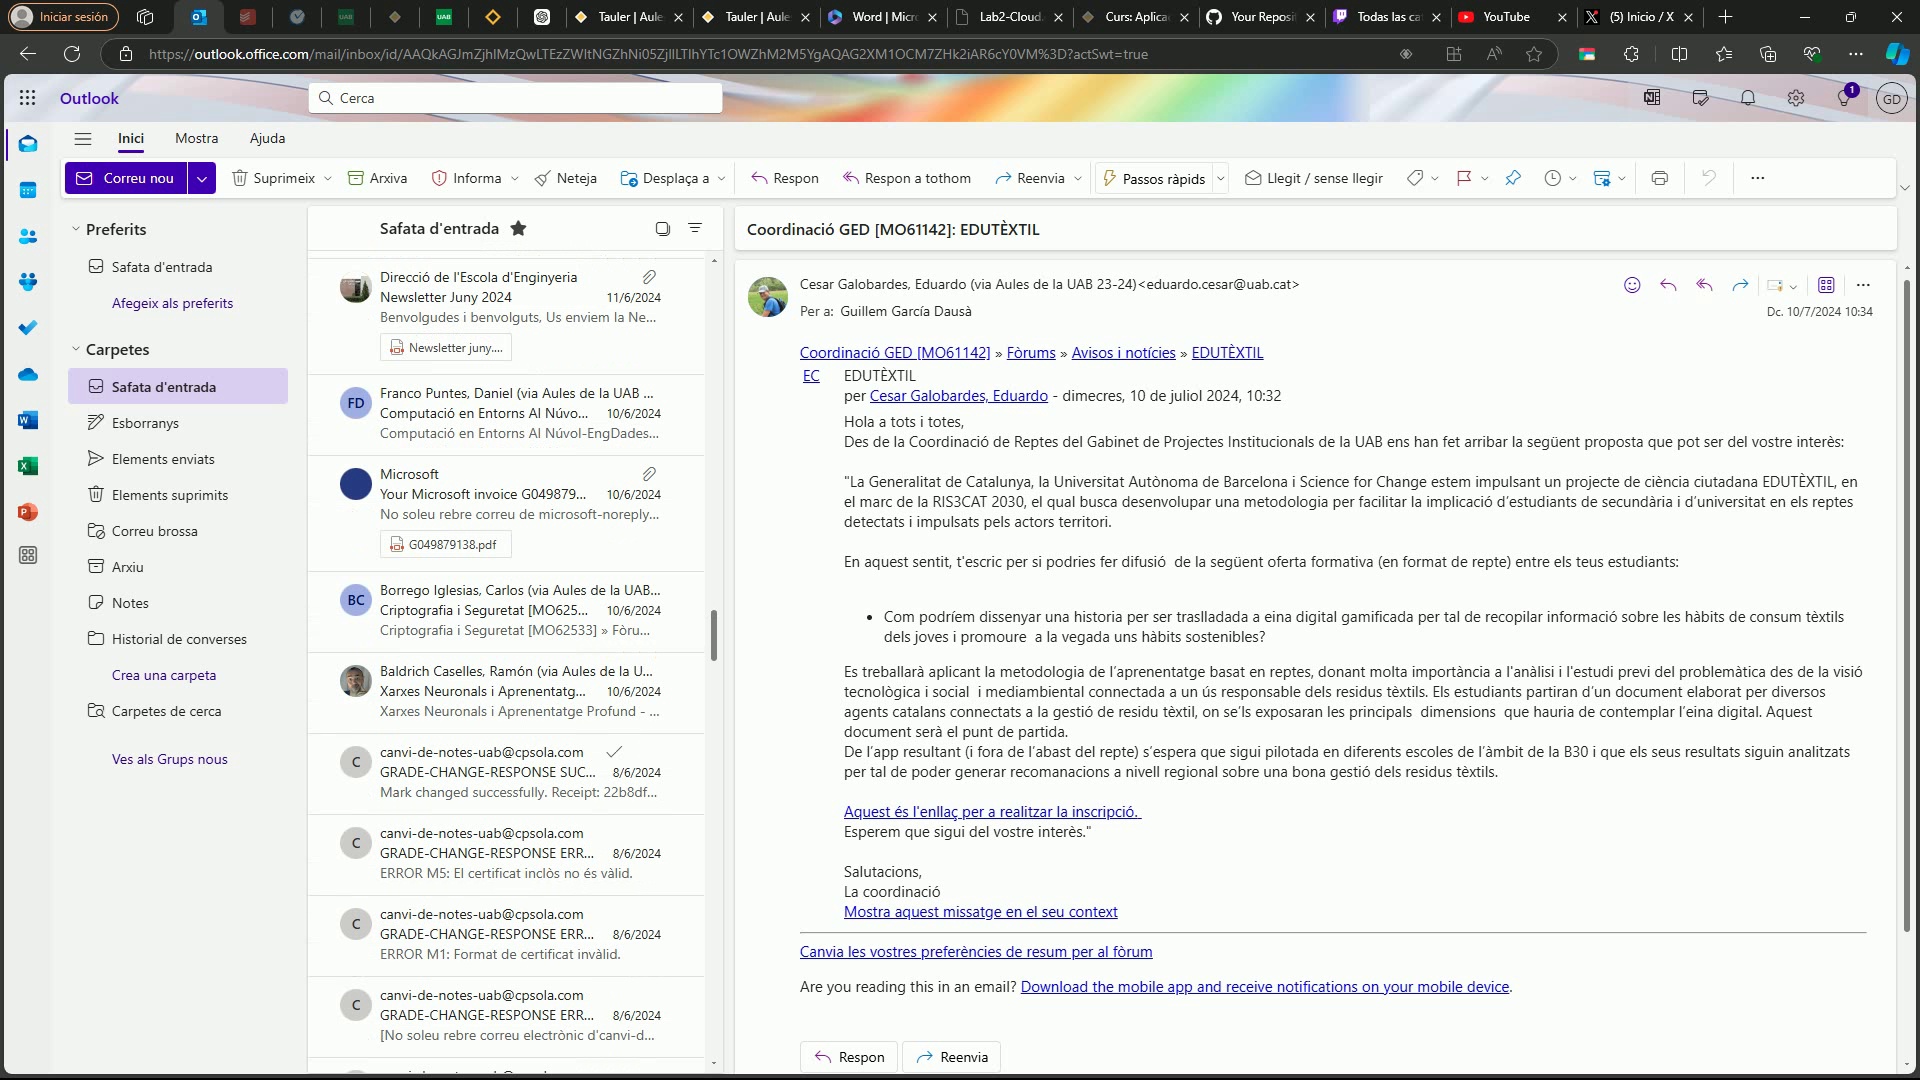 Iniciar sesión
Tauler | Aule
Tauler | Aule
Word | Micr
Lab2-Cloud
Curs: Aplica
Your Reposi
Todas las ca
YouTube
(5) Inicio / X
https://outlook.office.com/mail/inbox/id/AAQkAGJmZjhlMzQwLTEzZWItNGZhNi05ZjllLTlhYTc1OWZhM2M5YgAQAG2XM1OCM7ZHk2iAR6cY0VM%3D?actSwt=true
Outlook
Cerca
1
GD
Inici
Mostra
Ajuda
Correu nou
Suprimeix
Arxiva
Informa
Neteja
Desplaça a
Respon
Respon a tothom
Reenvia
Passos ràpids
Llegit / sense llegir
Preferits
Safata d'entrada
Afegeix als preferits
Carpetes
Safata d'entrada
Esborranys
Elements enviats
Elements suprimits
Correu brossa
Arxiu
Notes
Historial de converses
Crea una carpeta
Carpetes de cerca
Ves als Grups nous
Safata d'entrada
Direcció de l'Escola d'Enginyeria
Newsletter Juny 2024 11/6/2024
Benvolgudes i benvolguts, Us enviem la Ne...
Newsletter juny....
FD
Franco Puntes, Daniel (via Aules de la UAB ...
Computació en Entorns Al Núvo... 10/6/2024
Computació en Entorns Al Núvol-EngDades...
Microsoft
Your Microsoft invoice G049879... 10/6/2024
No soleu rebre correu de microsoft-noreply...
G049879138.pdf
BC
Borrego Iglesias, Carlos (via Aules de la UAB...
Criptografia i Seguretat [MO625... 10/6/2024
Criptografia i Seguretat [MO62533] » Fòru...
Baldrich Caselles, Ramón (via Aules de la U...
Xarxes Neuronals i Aprenentatg... 10/6/2024
Xarxes Neuronals i Aprenentatge Profund - ...
C
canvi-de-notes-uab@cpsola.com
GRADE-CHANGE-RESPONSE SUC... 8/6/2024
Mark changed successfully. Receipt: 22b8df...
C
canvi-de-notes-uab@cpsola.com
GRADE-CHANGE-RESPONSE ERR... 8/6/2024
ERROR M5: El certificat inclòs no és vàlid.
C
canvi-de-notes-uab@cpsola.com
GRADE-CHANGE-RESPONSE ERR... 8/6/2024
ERROR M1: Format de certificat invàlid.
C
canvi-de-notes-uab@cpsola.com
GRADE-CHANGE-RESPONSE ERR... 8/6/2024
[No soleu rebre correu electrònic d'canvi-d...
Coordinació GED [MO61142]: EDUTÈXTIL
Cesar Galobardes, Eduardo (via Aules de la UAB 23-24)<eduardo.cesar@uab.cat>
Per a: Guillem García Dausà
Dc. 10/7/2024 10:34
Coordinació GED [MO61142] » Fòrums » Avisos i notícies » EDUTÈXTIL
EC EDUTÈXTIL
per Cesar Galobardes, Eduardo - dimecres, 10 de juliol 2024, 10:32
Hola a tots i totes,
Des de la Coordinació de Reptes del Gabinet de Projectes Institucionals de la UAB ens han fet arribar la següent proposta que pot ser del vostre interès:
"La Generalitat de Catalunya, la Universitat Autònoma de Barcelona i Science for Change estem impulsant un projecte de ciència ciutadana EDUTÈXTIL, en
el marc de la RIS3CAT 2030, el qual busca desenvolupar una metodologia per facilitar la implicació d'estudiants de secundària i d'universitat en els reptes
detectats i impulsats pels actors territori.
En aquest sentit, t'escric per si podries fer difusió de la següent oferta formativa (en format de repte) entre els teus estudiants:
• Com podríem dissenyar una historia per ser traslladada a eina digital gamificada per tal de recopilar informació sobre les hàbits de consum tèxtils
dels joves i promoure a la vegada uns hàbits sostenibles?
Es treballarà aplicant la metodologia de l'aprenentatge basat en reptes, donant molta importància a l'anàlisi i l'estudi previ del problemàtica des de la visió
tecnològica i social i mediambiental connectada a un ús responsable dels residus tèxtils. Els estudiants partiran d'un document elaborat per diversos
agents catalans connectats a la gestió de residu tèxtil, on se'ls exposaran les principals dimensions que hauria de contemplar l'eina digital. Aquest
document serà el punt de partida.
De l'app resultant (i fora de l'abast del repte) s'espera que sigui pilotada en diferents escoles de l'àmbit de la B30 i que els seus resultats siguin analitzats
per tal de poder generar recomanacions a nivell regional sobre una bona gestió dels residus tèxtils.
Aquest és l'enllaç per a realitzar la inscripció.
Esperem que sigui del vostre interès."
Salutacions,
La coordinació
Mostra aquest missatge en el seu context
Canvia les vostres preferències de resum per al fòrum
Are you reading this in an email? Download the mobile app and receive notifications on your mobile device.
Respon
Reenvia